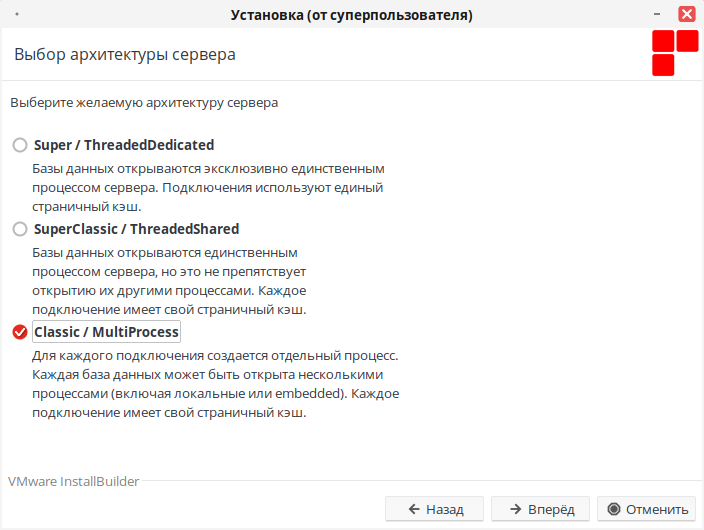 Установка (от суперпользователя)
Выбор архитектуры сервера
Выберите желаемую архитектуру сервера
Super / ThreadedDedicated
Базы данных открываются эксклюзивно единственным
процессом сервера. Подключения используют единый
страничный кэш.
SuperClassic / ThreadedShared
Базы данных открываются единственным
процессом сервера, но это не препятствует
открытию их другими процессами. Каждое
подключение имеет свой страничный кэш.
Classic / MultiProcess
Для каждого подключения создается отдельный процесс.
Каждая база данных может быть открыта несколькими
процессами (включая локальные или embedded). Каждое
подключение имеет свой страничный кэш.
VMware InstallBuilder
Назад
Вперёд
Отменить